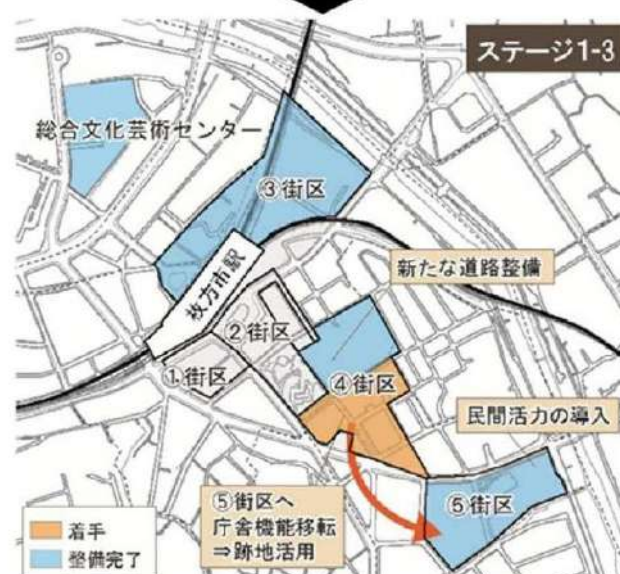 ステージ1-3
総合文化芸術センター
③街区
枚方市駅
新たな道路整備
②街区
①街区
④街区
民間活力の導入
⑤街区へ
庁舎機能移転
⇒跡地活用
⑤街区
着手
整備完了